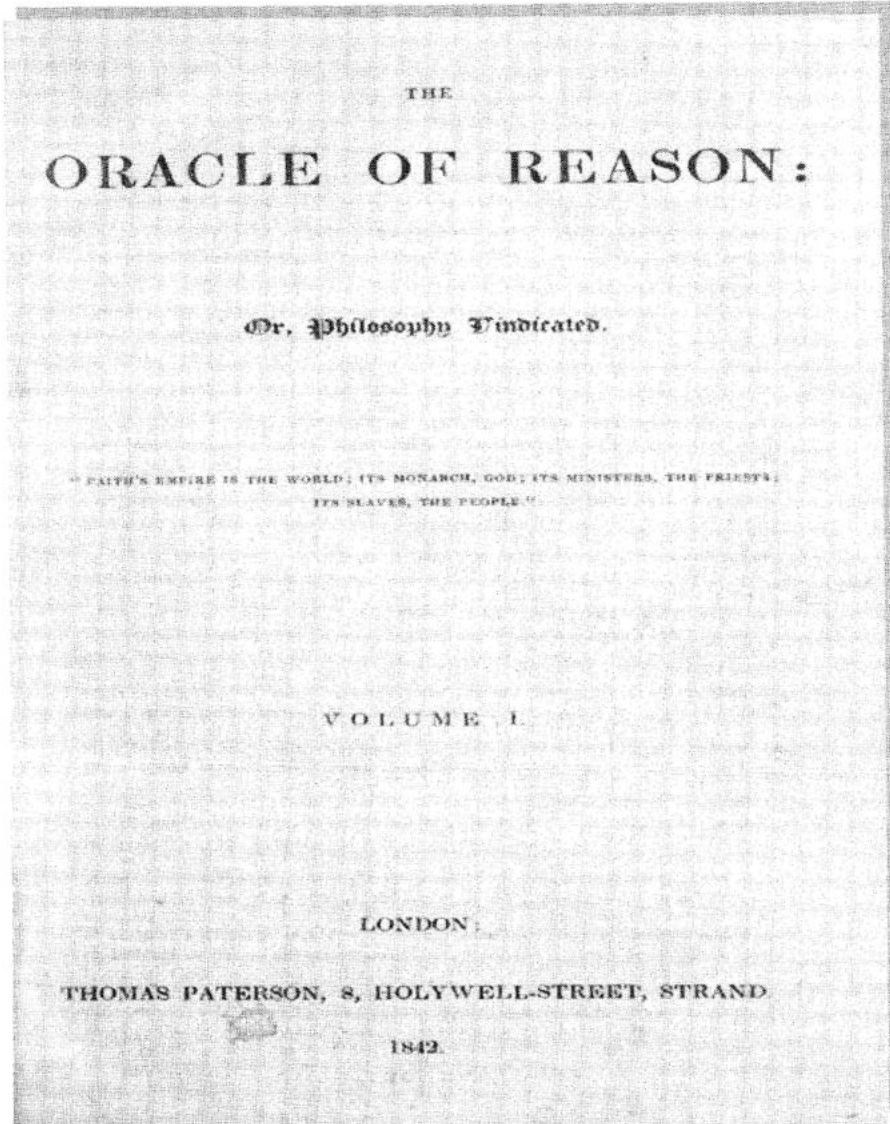 THE
ORACLE OF REASON:
Or, Philosophy Vindicated.
"FAITH'S EMPIRE IS THE WORLD; ITS MONARCH, GOD; ITS MINISTERS, THE PRIESTS;
ITS SLAVES, THE PEOPLE."
VOLUME I.
LONDON:
THOMAS PATERSON, 8, HOLYWELL-STREET, STRAND
1842.